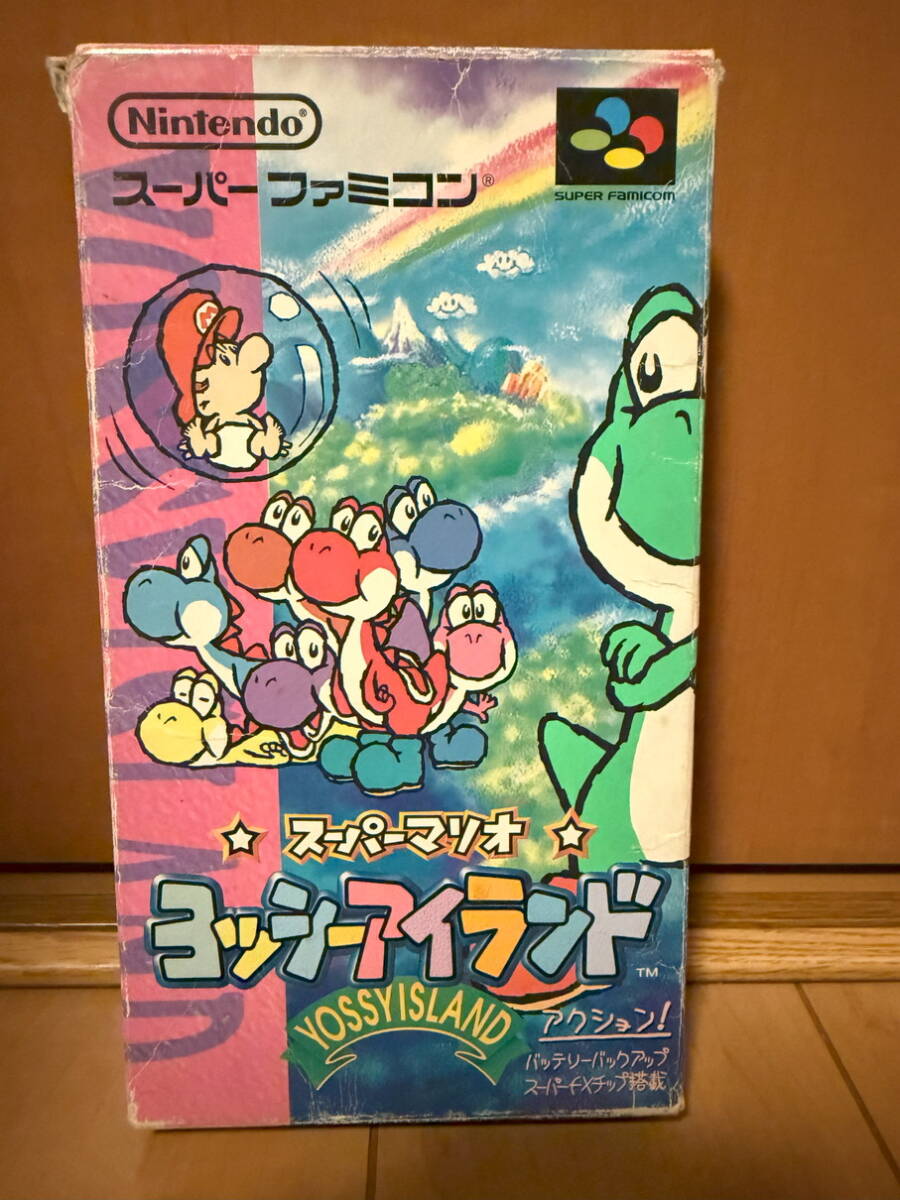 Nintendo®
スーパーファミコン®
SUPER FAMICOM
M
スーパーマリオ
ヨッシーアイランド™
YOSSYISLAND
アクション!
バッテリーバックアップ
スーパーFXチップ搭載